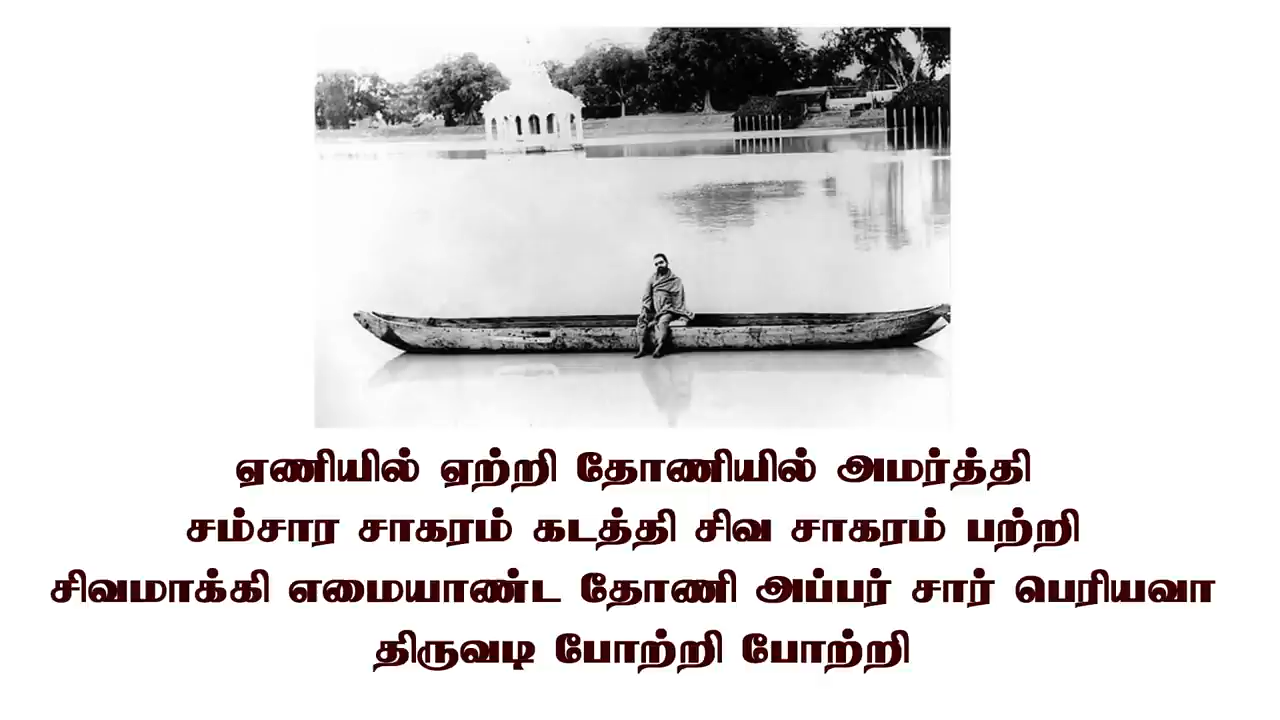 ஏணியில் ஏற்றி தோணியில் அமர்த்தி
சம்சார சாகரம் கடத்தி சிவ சாகரம் பற்றி
சிவமாக்கி எமையாண்ட தோணி அப்பர் சார் பெரியவா
திருவடி போற்றி போற்றி